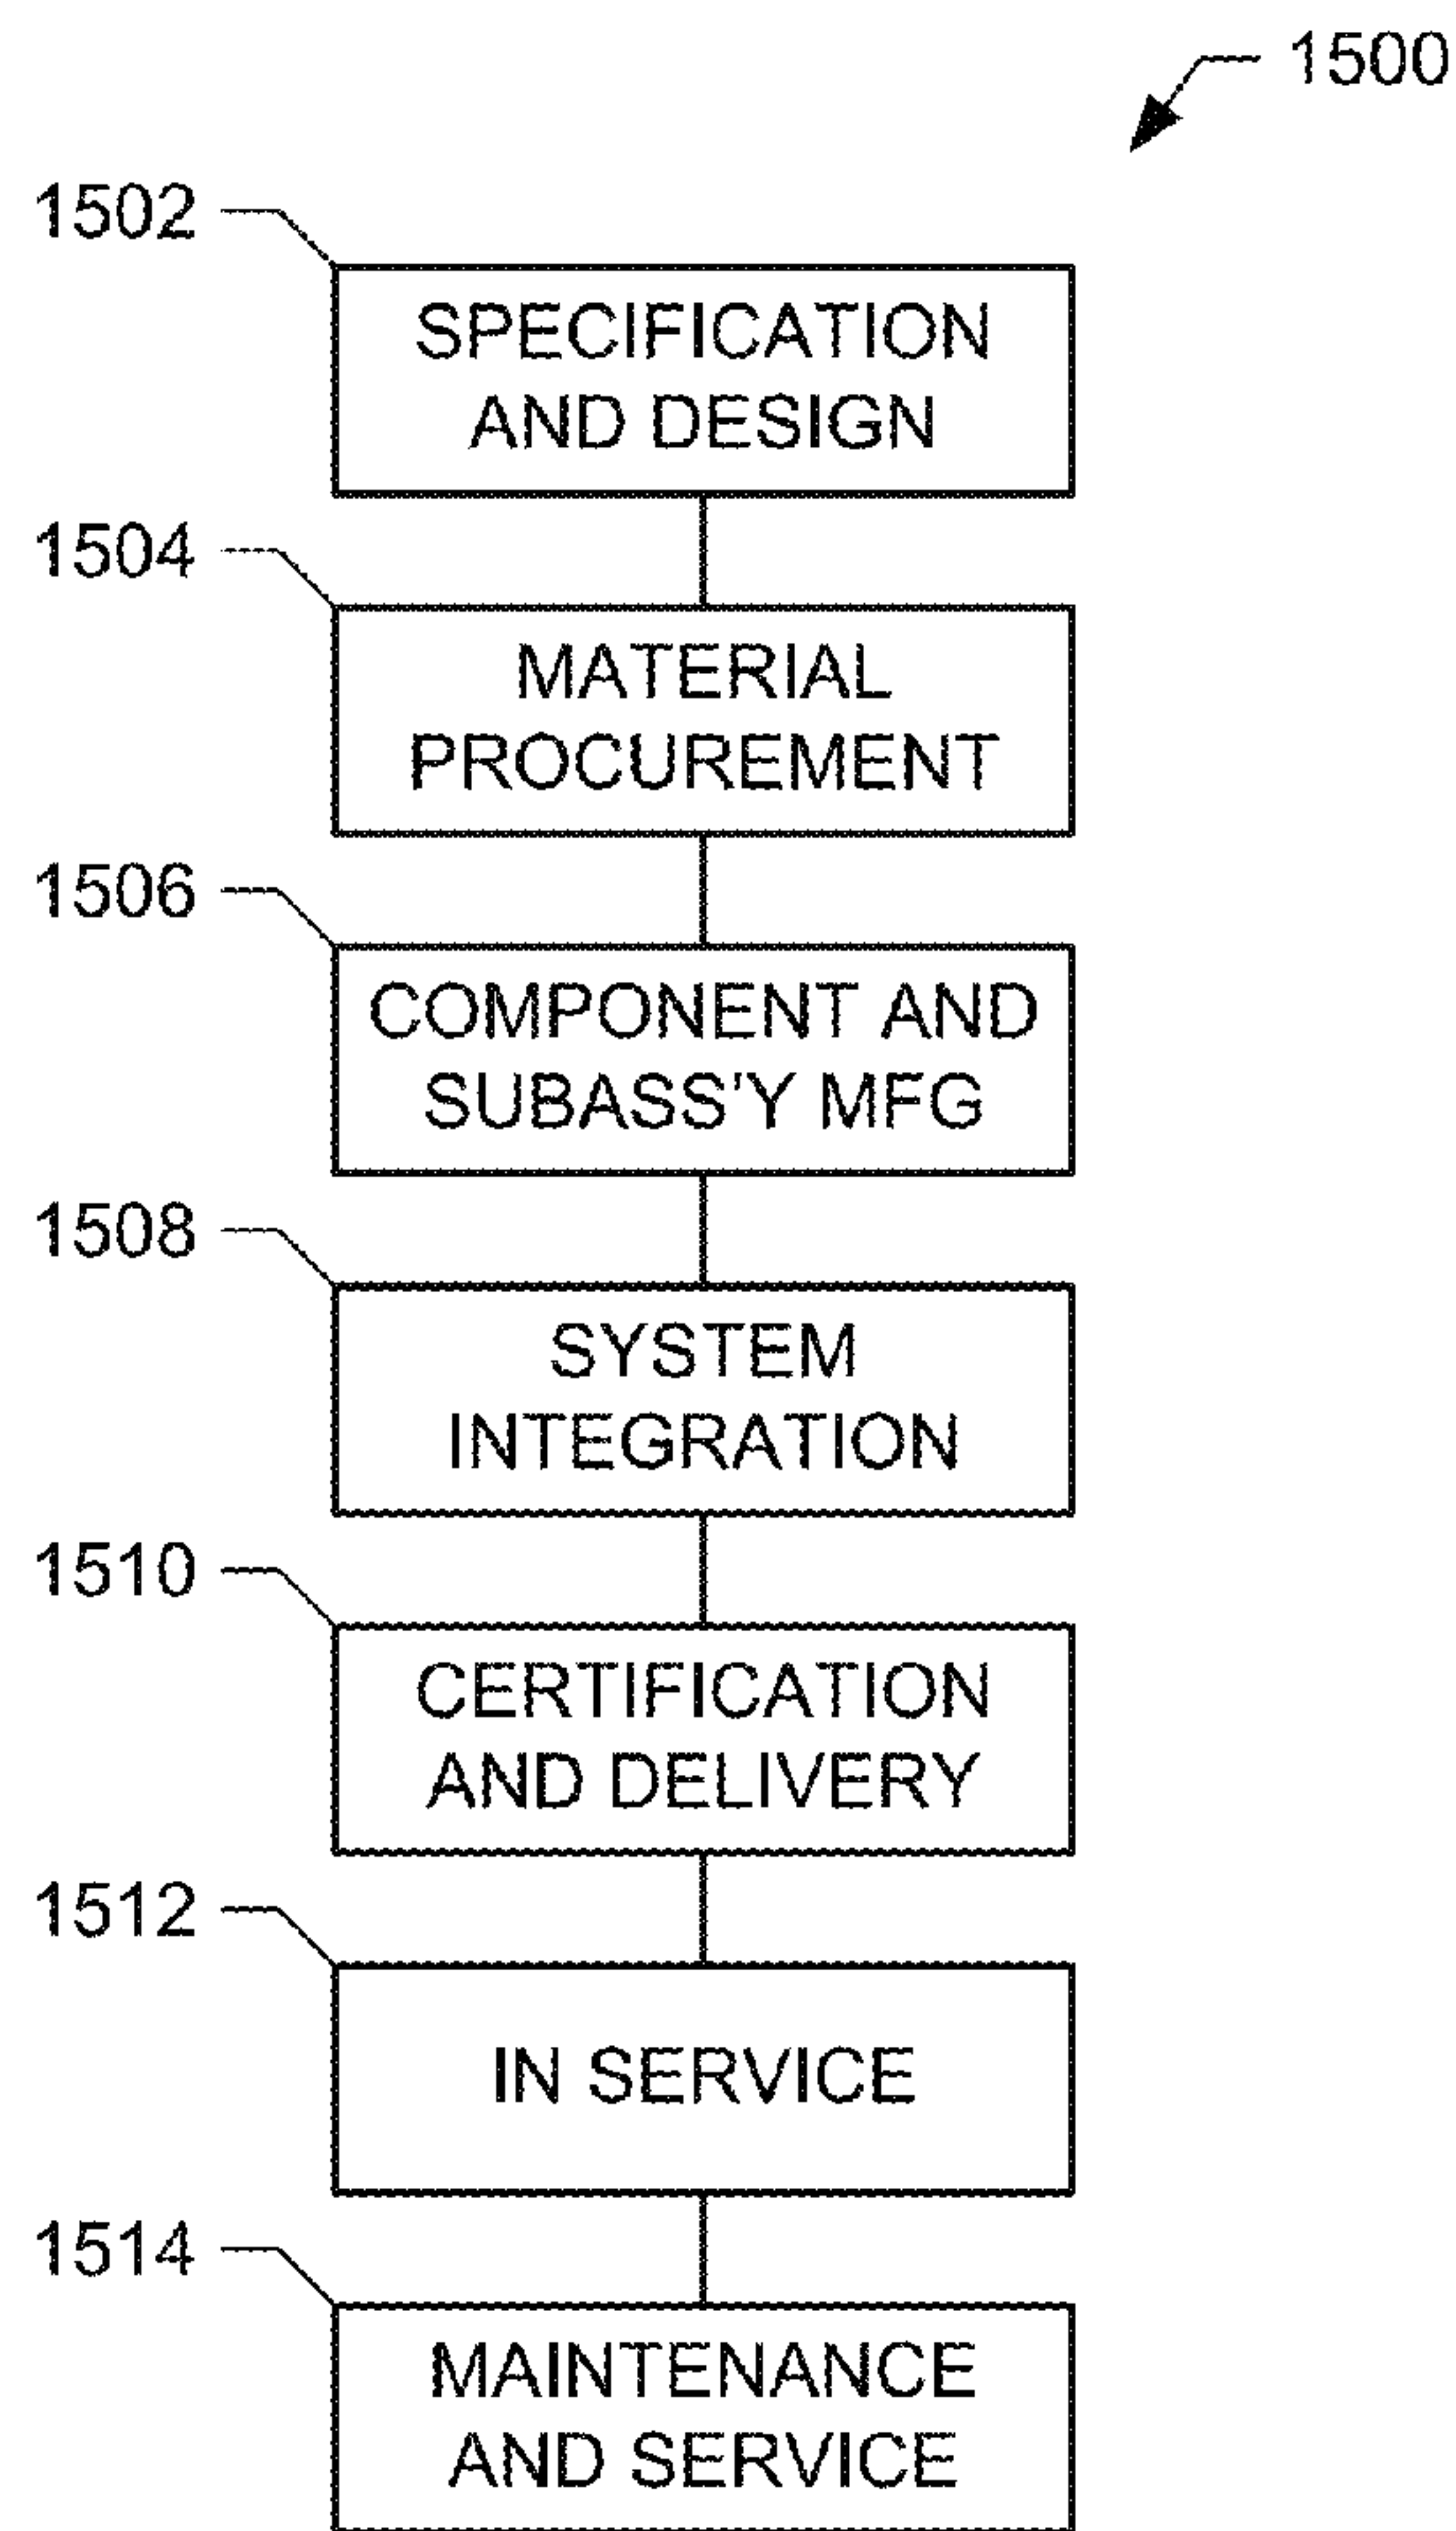 1500
1502
SPECIFICATION
AND DESIGN
1504
MATERIAL
PROCUREMENT
1506
COMPONENT AND
SUBASS'Y MFG
1508
SYSTEM
INTEGRATION
1510
CERTIFICATION
AND DELIVERY
1512
IN SERVICE
1514
MAINTENANCE
AND SERVICE